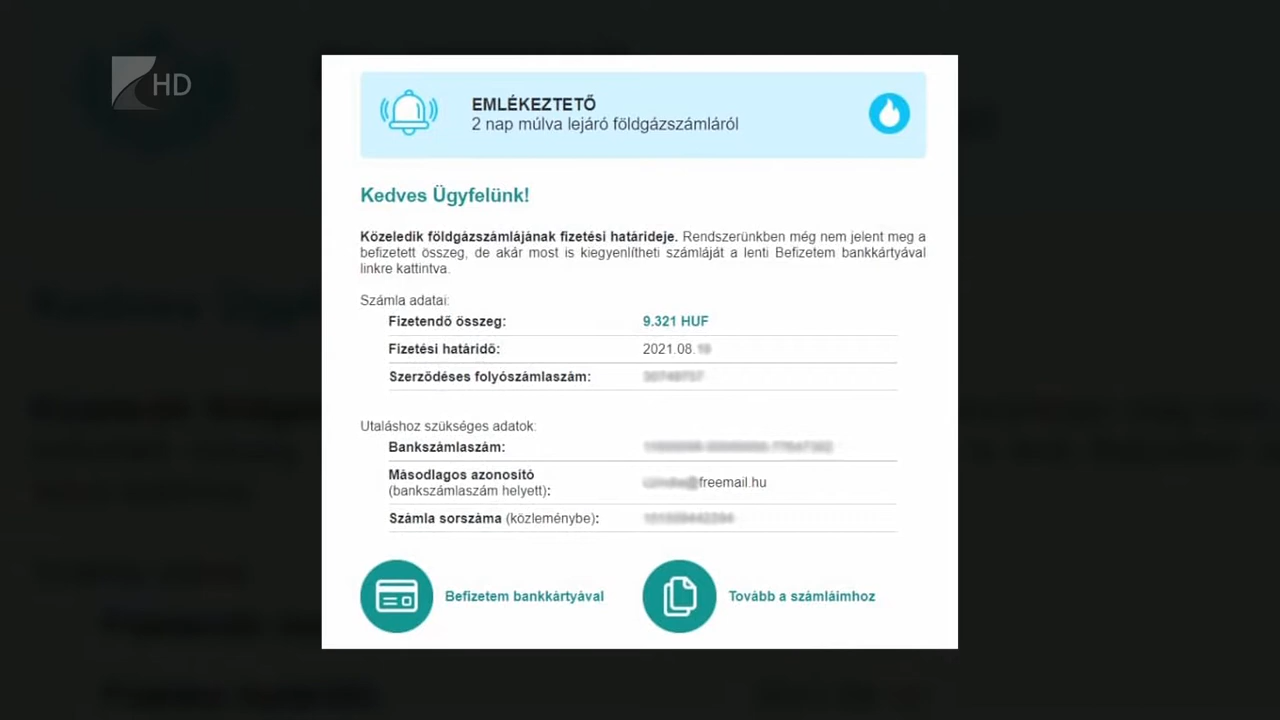 HD
EMLÉKEZTETŐ
2 nap múlva lejáró földgázszámláról
Kedves Ügyfelünk!
Közeledik földgázszámlájának fizetési határideje. Rendszerünkben még nem jelent meg a
befizetett összeg, de akár most is kiegyenlítheti számláját a lenti Befizetem bankkártyával
linkre kattintva.
Számla adatai:
Fizetendő összeg: 9.321 HUF
Fizetési határidő: 2021.08.
Szerződéses folyószámlaszám:
Utaláshoz szükséges adatok:
Bankszámlaszám:
Másodlagos azonosító
(bankszámlaszám helyett): @freemail.hu
Számla sorszáma (közleménybe):
Befizetem bankkártyával
Tovább a számláimhoz